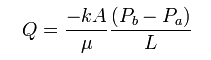 Q = \frac{-kA}{\mu} \frac{(P_b - P_a)}{L}